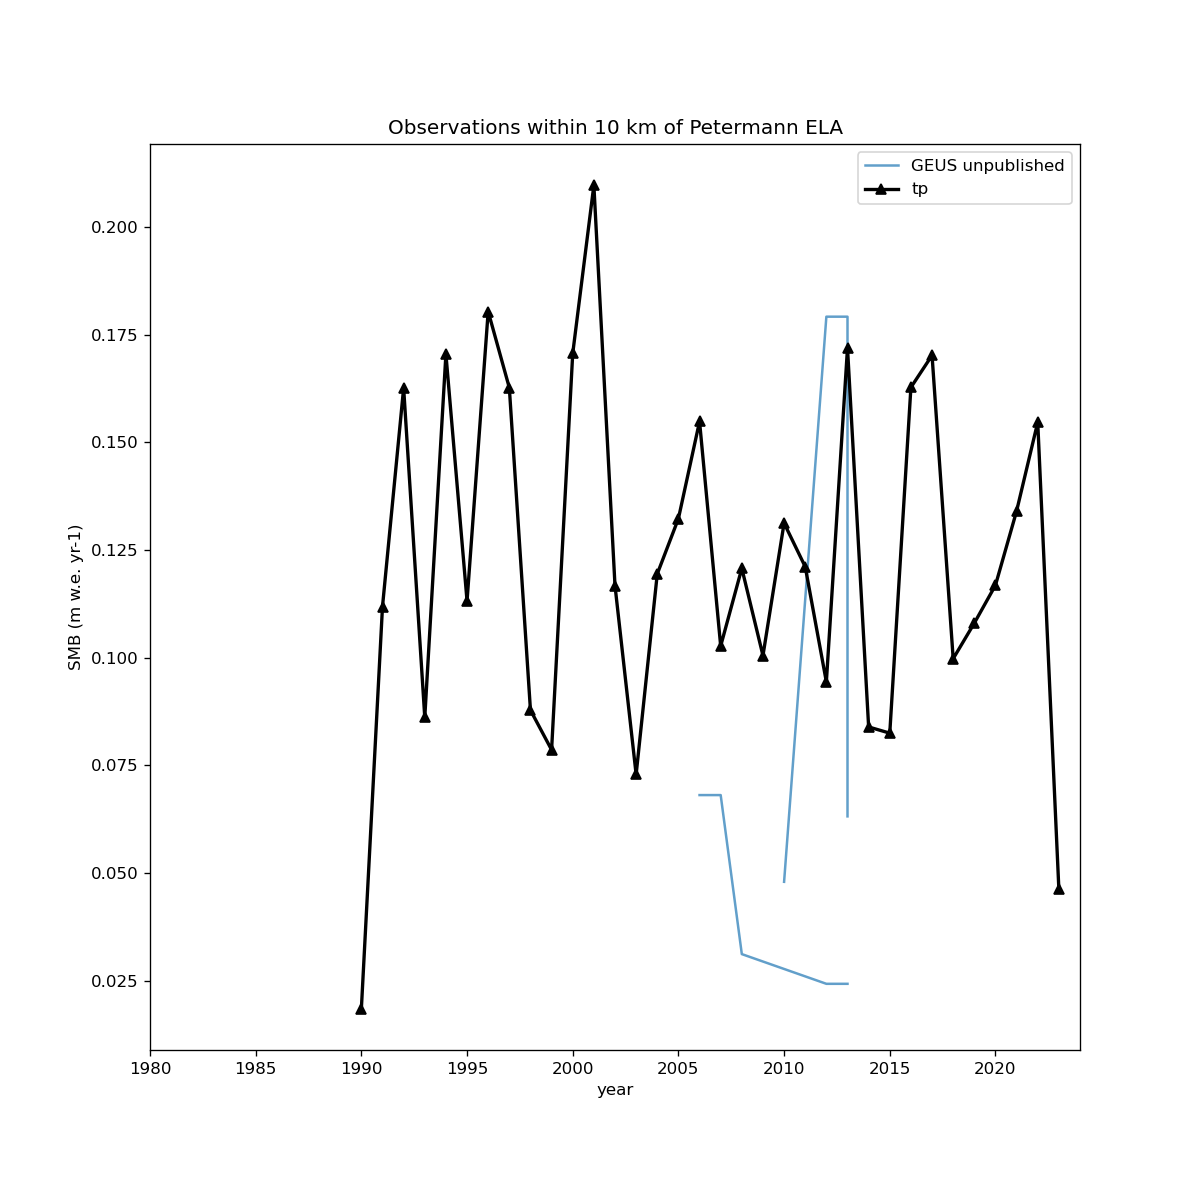 Observations within 10 km of Petermann ELA
GEUS unpublished
tp
0.200
0.175
0.150
0.125
0.100
0.075
0.050
0.025
SMB (m w.e. yr-1)
1980 1985 1990 1995 2000 2005 2010 2015 2020
year